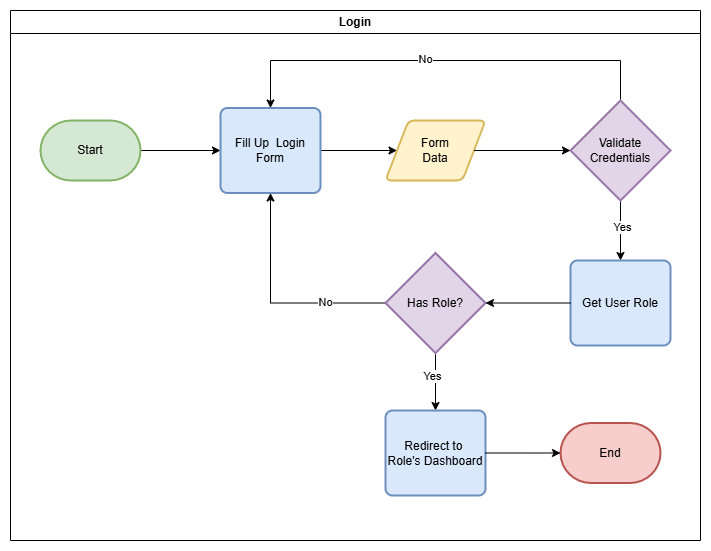 Login
No
Start
Fill Up Login
Form
Form
Data
Validate
Credentials
Yes
Has Role?
Get User Role
No
Yes
Redirect to
Role's Dashboard
End